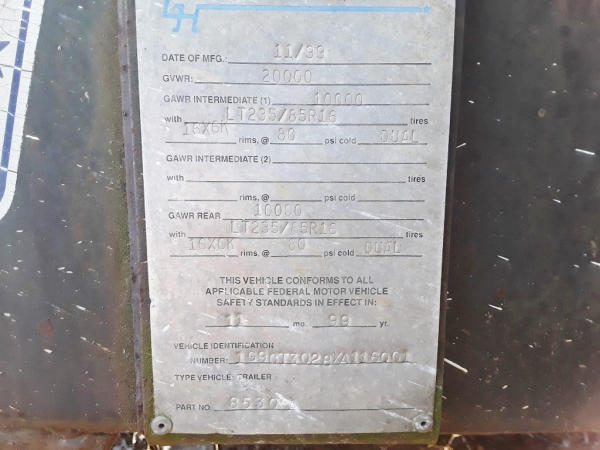 DATE OF MFG.: 11/99
GVWR: 20000
GAWR INTERMEDIATE (1) 10000
with LT235/85R16 tires
16X6K rims, @ 80 psi cold DUAL
GAWR INTERMEDIATE (2)
with tires
rims, @ psi cold
GAWR REAR 10000
with LT235/85R16 tires
16X6K rims, @ 80 psi cold DUAL
THIS VEHICLE CONFORMS TO ALL
APPLICABLE FEDERAL MOTOR VEHICLE
SAFETY STANDARDS IN EFFECT IN:
11 mo. 99 yr.
VEHICLE IDENTIFICATION
NUMBER:
TYPE VEHICLE: TRAILER
PART NO.